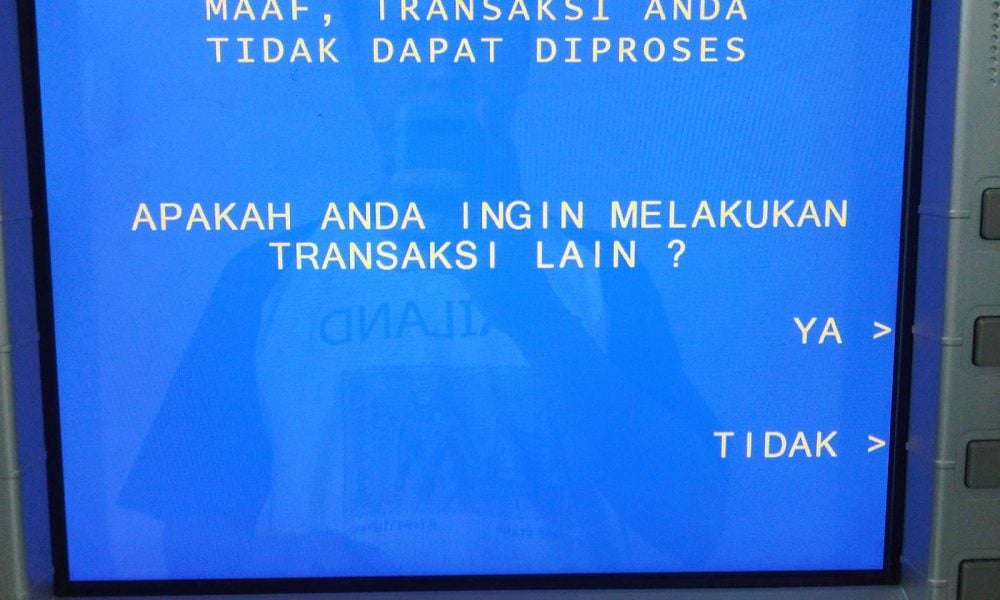 MAAF, TRANSAKSI ANDA
TIDAK DAPAT DIPROSES
APAKAH ANDA INGIN MELAKUKAN
TRANSAKSI LAIN ?
YA >
TIDAK >